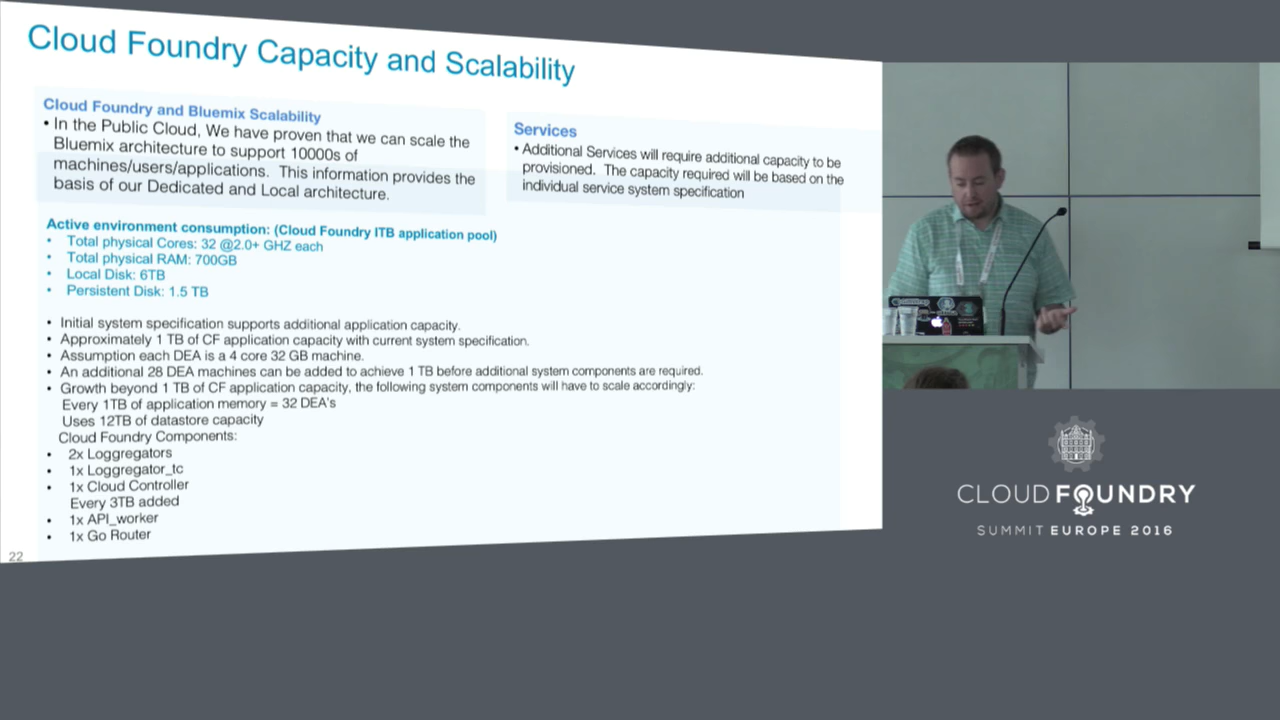 Cloud Foundry Capacity and Scalability
Cloud Foundry and Bluemix Scalability
• In the Public Cloud, We have proven that we can scale the
Bluemix architecture to support 10000s of
machines/users/applications. This information provides the
basis of our Dedicated and Local architecture.
Services
• Additional Services will require additional capacity to be
provisioned. The capacity required will be based on the
individual service system specification
Active environment consumption: (Cloud Foundry ITB application pool)
• Total physical Cores: 32 @2.0+ GHZ each
• Total physical RAM: 700GB
• Local Disk: 6TB
• Persistent Disk: 1.5 TB
• Initial system specification supports additional application capacity.
• Approximately 1 TB of CF application capacity with current system specification.
• Assumption each DEA is a 4 core 32 GB machine.
• An additional 28 DEA machines can be added to achieve 1 TB before additional system components are required.
• Growth beyond 1 TB of CF application capacity, the following system components will have to scale accordingly:
Every 1TB of application memory = 32 DEA's
Uses 12TB of datastore capacity
Cloud Foundry Components:
• 2x Loggregators
• 1x Loggregator_tc
• 1x Cloud Controller
Every 3TB added
• 1x API_worker
• 1x Go Router
22
CLOUD FOUNDRY
SUMMIT EUROPE 2016